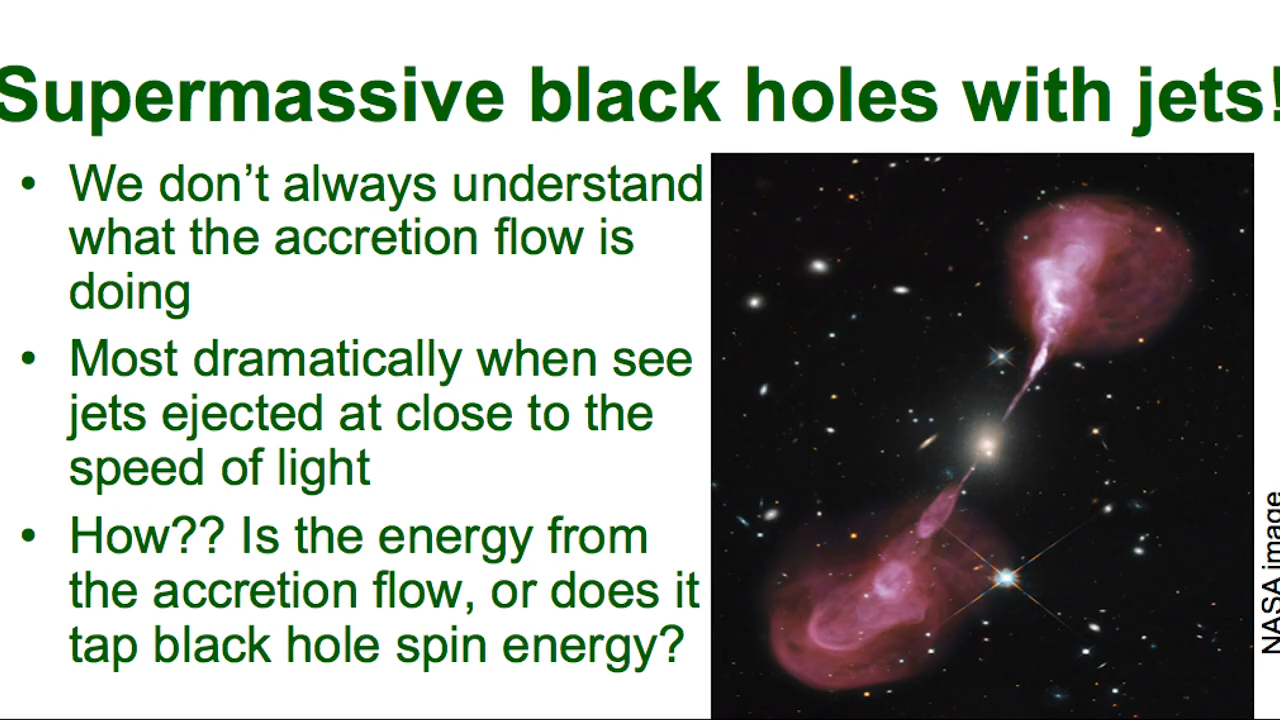 Supermassive black holes with jets!
• We don’t always understand
what the accretion flow is
doing
• Most dramatically when see
jets ejected at close to the
speed of light
• How?? Is the energy from
the accretion flow, or does it
tap black hole spin energy?
NASA image